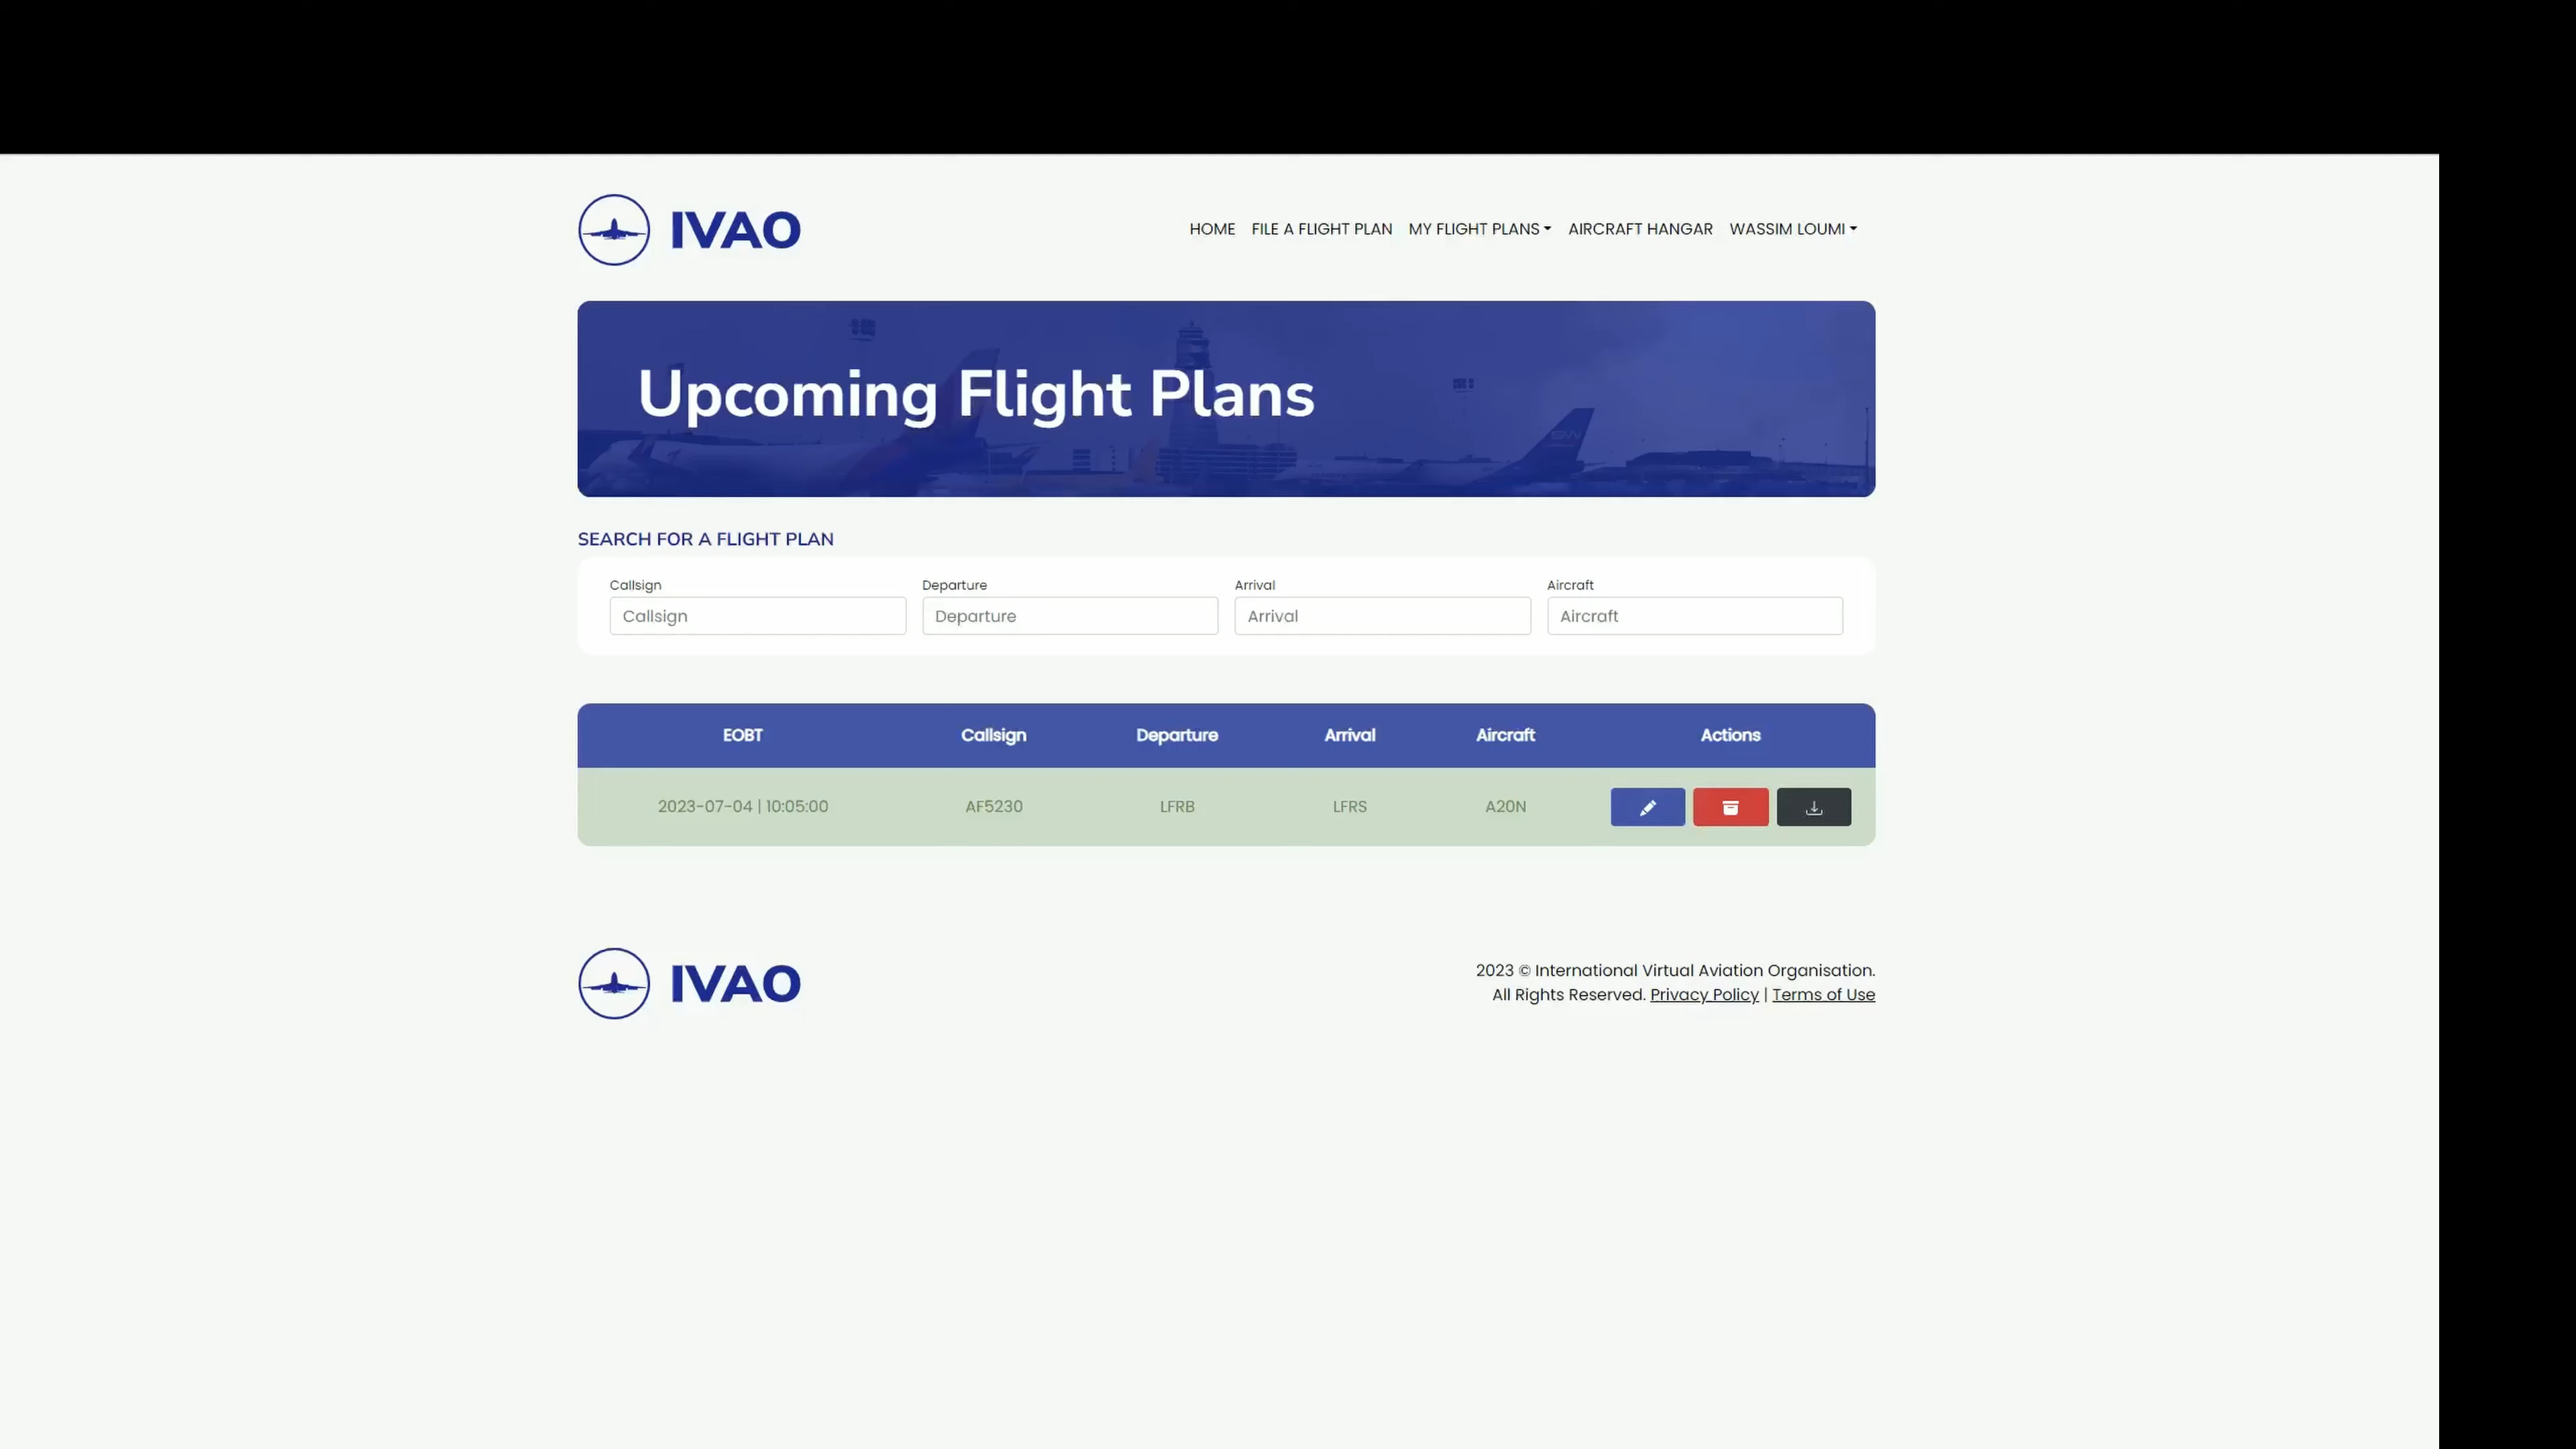 IVAO
HOME FILE A FLIGHT PLAN MY FLIGHT PLANS AIRCRAFT HANGAR WASSIM LOUMI
Upcoming Flight Plans
SEARCH FOR A FLIGHT PLAN
Callsign Departure Arrival Aircraft
Callsign Departure Arrival Aircraft
EOBT Callsign Departure Arrival Aircraft Actions
2023-07-04 | 10:05:00 AF5230 LFRB LFRS A20N
IVAO
2023 © International Virtual Aviation Organisation.
All Rights Reserved. Privacy Policy | Terms of Use